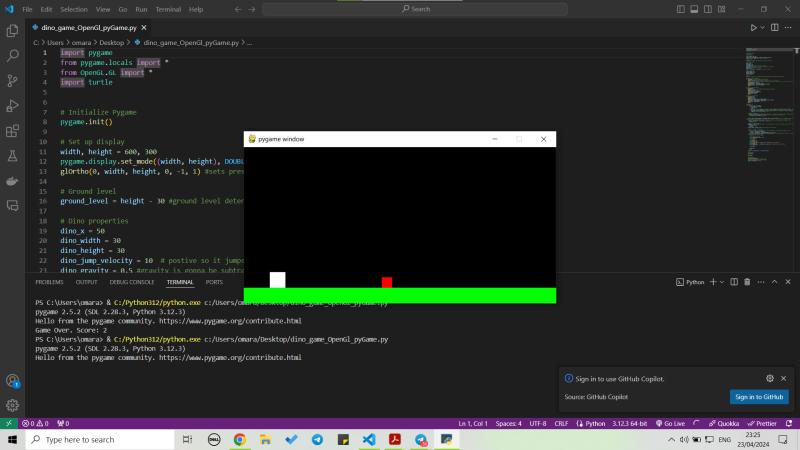 File Edit Selection View Go Run Terminal Help
Search
dino_game_OpenGl_pyGame.py
C: > Users > omara > Desktop > dino_game_OpenGl_pyGame.py > ...
1 import pygame
2 from pygame.locals import *
3 from OpenGL.GL import *
4 import turtle
5
6
7 # Initialize Pygame
8 pygame.init()
9
10 # Set up display
11 width, height = 600, 300
12 pygame.display.set_mode((width, height), DOUBL
13 glOrtho(0, width, height, 0, -1, 1) #sets pres
14
15 # Ground level
16 ground_level = height - 30 #ground level deter
17
18 # Dino properties
19 dino_x = 50
20 dino_width = 30
21 dino_height = 30
22 dino_jump_velocity = 10 # postive so it jumps
23 dino_gravity = 0.5 #gravity is gonna be subtra
pygame window
PROBLEMS OUTPUT DEBUG CONSOLE TERMINAL PORTS
Python
PS C:\Users\omara> & C:/Python312/python.exe c:/Users/omara/Desktop/dino_game_OpenGl_pyGame.py
pygame 2.5.2 (SDL 2.28.3, Python 3.12.3)
Hello from the pygame community. https://www.pygame.org/contribute.html
Game Over. Score: 2
PS C:\Users\omara> & C:/Python312/python.exe c:/Users/omara/Desktop/dino_game_OpenGl_pyGame.py
pygame 2.5.2 (SDL 2.28.3, Python 3.12.3)
Hello from the pygame community. https://www.pygame.org/contribute.html
Sign in to use GitHub Copilot.
Source: GitHub Copilot
Sign in to GitHub
0 0 0 Ln 1, Col 1 Spaces: 4 UTF-8 CRLF Python 3.12.3 64-bit Go Live Quokka Prettier
Type here to search
DELL
ENG
23:25
23/04/2024